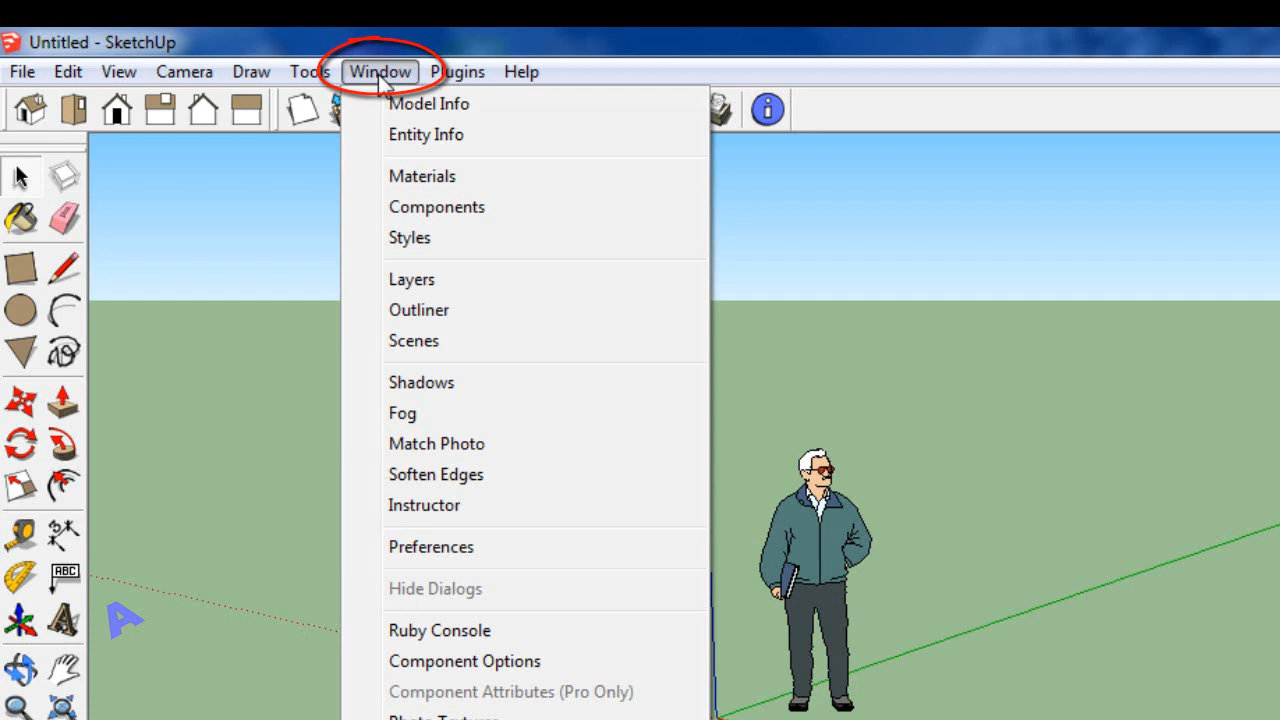 Untitled - SketchUp
File Edit View Camera Draw Tools Window Plugins Help
Model Info
Entity Info
Materials
Components
Styles
Layers
Outliner
Scenes
Shadows
Fog
Match Photo
Soften Edges
Instructor
Preferences
Hide Dialogs
ABC
A
Ruby Console
Component Options
Component Attributes (Pro Only)
Photo Textures